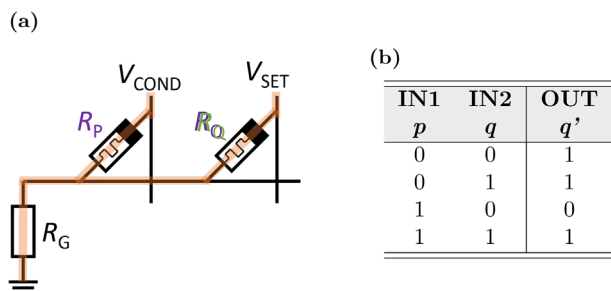 (a)
V_COND V_SET
R_P R_Q
R_G
(b)
IN1 IN2 OUT
p q q’
0 0 1
0 1 1
1 0 0
1 1 1